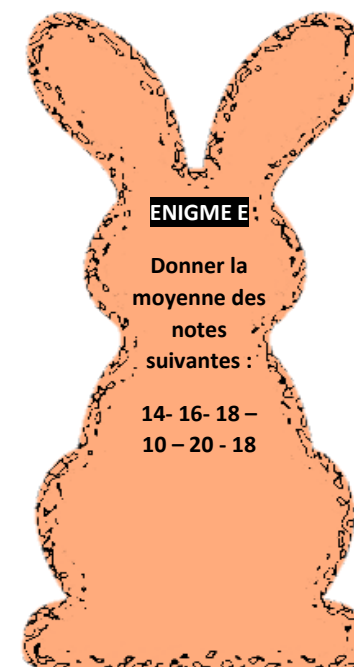 ENIGME E
Donner la
moyenne des
notes
suivantes :
14- 16- 18 –
10 – 20 - 18